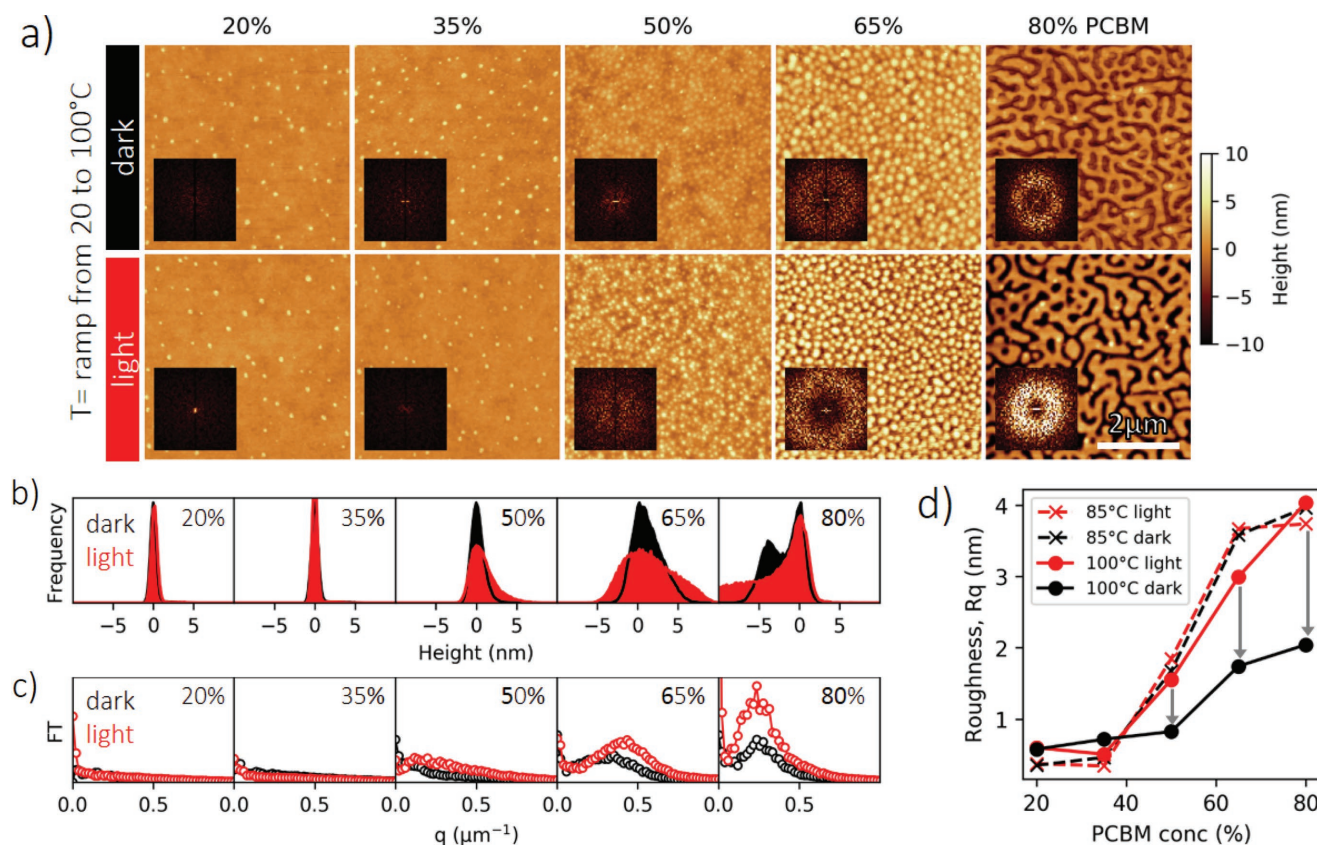 a)
20%
35%
50%
65%
80% PCBM
T= ramp from 20 to 100°C
dark
light
2μm
10
5
0
−5
−10
Height (nm)
b)
dark
light
20%
35%
50%
65%
80%
Frequency
−5 0 5
−5 0 5
−5 0 5
−5 0 5
−5 0 5
Height (nm)
c)
dark
light
20%
35%
50%
65%
80%
FT
0.0 0.5
0.0 0.5
0.0 0.5
0.0 0.5
0.0 0.5
q (μm⁻¹)
d)
85°C light
85°C dark
100°C light
100°C dark
Roughness, Rq (nm)
4
3
2
1
20 40 60 80
PCBM conc (%)